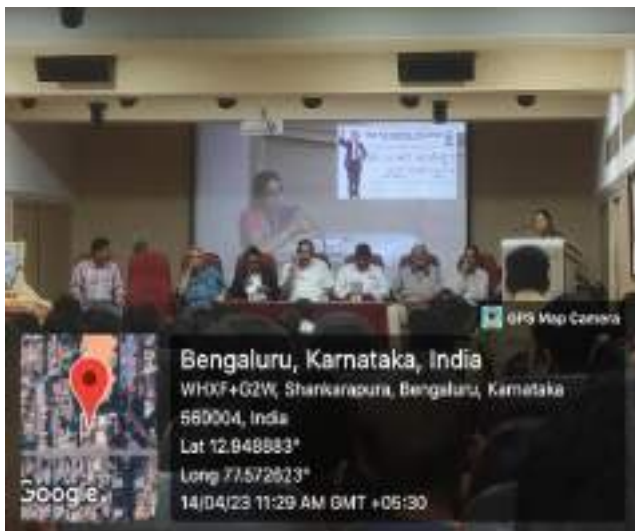 GPS Map Camera
Bengaluru, Karnataka, India
WHXF+G2W, Shankarapura, Bengaluru, Karnataka
560004, India
Lat 12.948883°
Long 77.572623°
14/04/23 11:29 AM GMT +05:30
Google